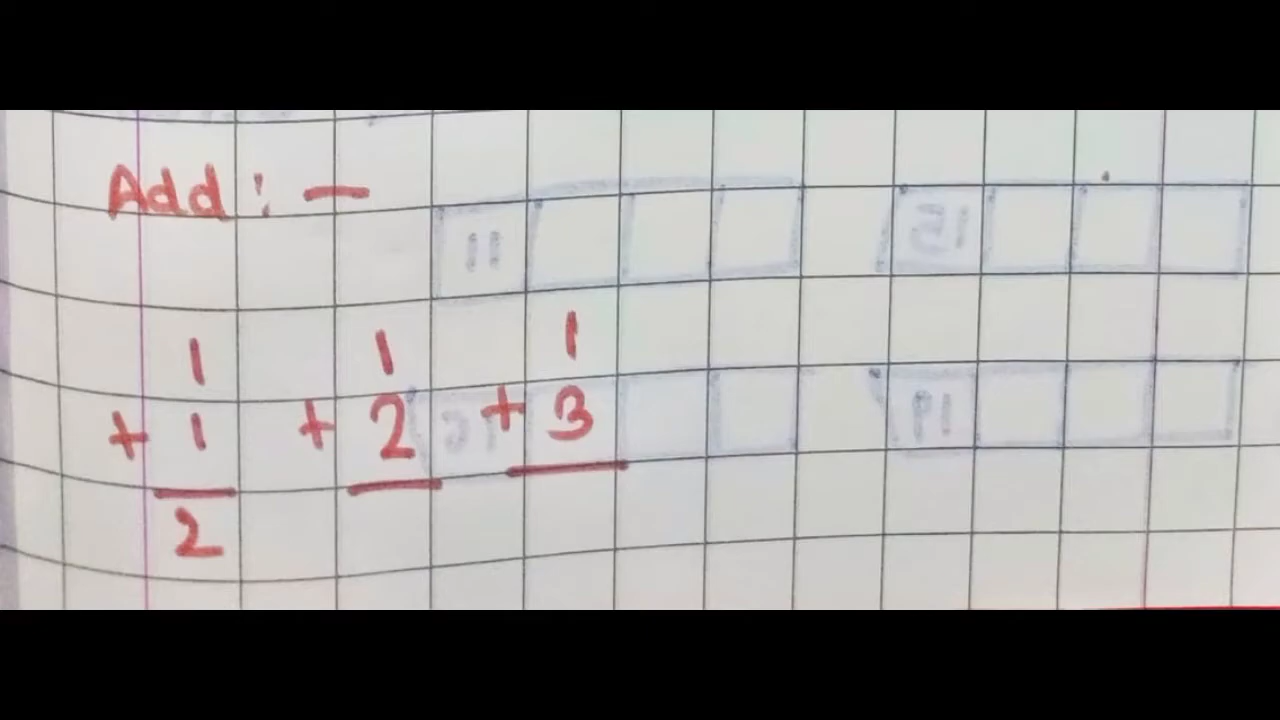 Add : —
1 1 1
+ 1 + 2 + 3
2